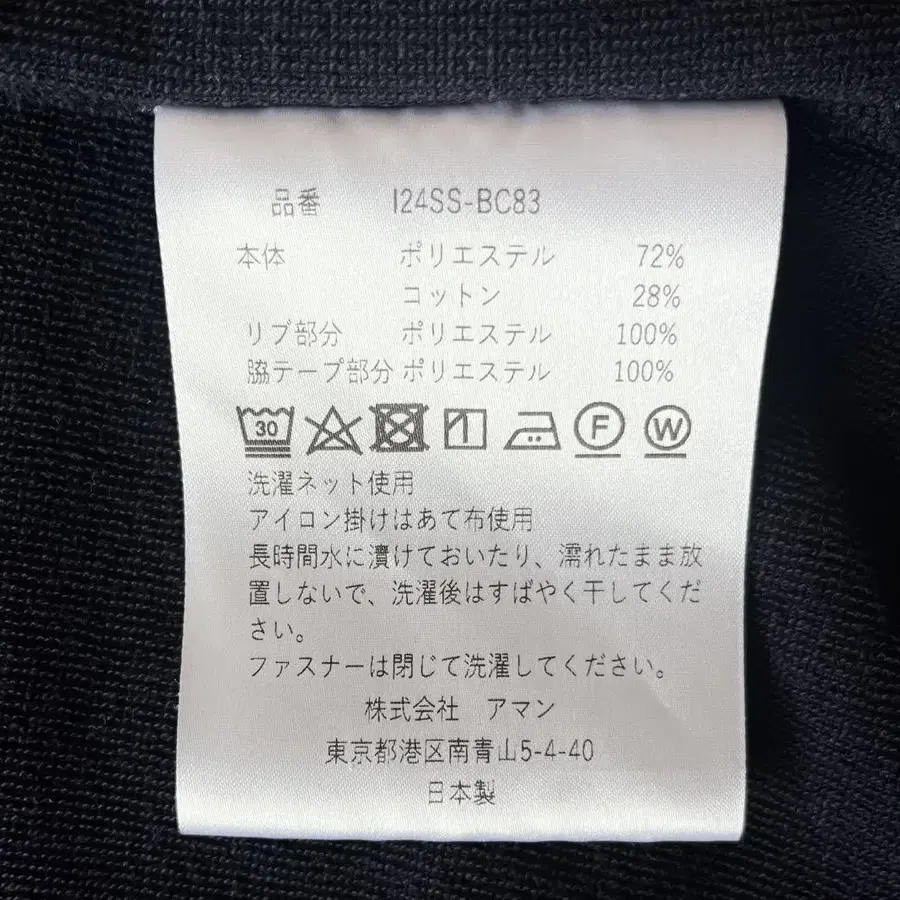 品番 I24SS-BC83
本体 ポリエステル 72%
コットン 28%
リブ部分 ポリエステル 100%
脇テープ部分 ポリエステル 100%
30 F W
洗濯ネット使用
アイロン掛けはあて布使用
長時間水に漬けておいたり、濡れたまま放
置しないで、洗濯後はすばやく干してくだ
さい。
ファスナーは閉じて洗濯してください。
株式会社 アマン
東京都港区南青山5-4-40
日本製